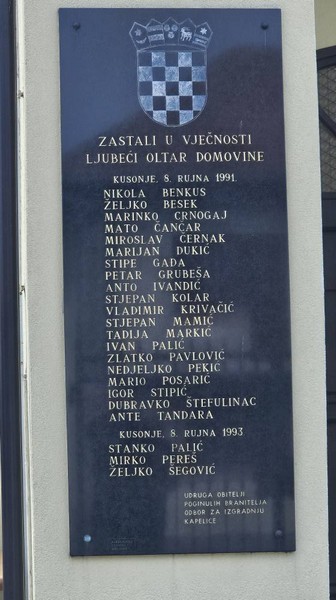 ZASTALI U VJEČNOSTI
LJUBEĆI OLTAR DOMOVINE
KUSONJE, 8. RUJNA 1991.
NIKOLA BENKUS
ŽELJKO BESEK
MARINKO CRNOGAJ
MATO ČANČAR
MIROSLAV ČERNAK
MARIJAN DUKIĆ
STIPE GAĐA
PETAR GRUBEŠA
ANTO IVANDIĆ
STJEPAN KOLAR
VLADIMIR KRIVAČIĆ
STJEPAN MAMIĆ
TADIJA MARKIĆ
IVAN PALIĆ
ZLATKO PAVLOVIĆ
NEDJELJKO PEKIĆ
MARIO POSARIĆ
IGOR STIPIĆ
DUBRAVKO ŠTEFULINAC
ANTE TANDARA
KUSONJE, 8. RUJNA 1993
STANKO PALIĆ
MIRKO PEREŠ
ŽELJKO ŠEGOVIĆ
UDRUGA OBITELJI
POGINULIH BRANITELJA
ODBOR ZA IZGRADNJU
KAPELICE